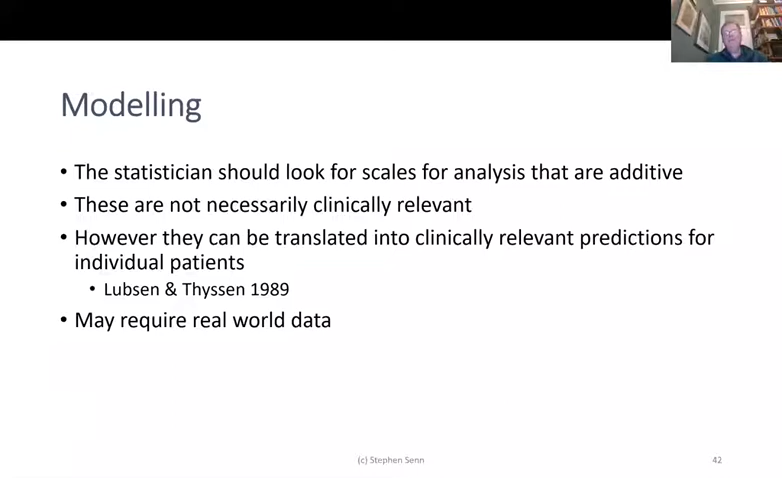 Modelling
• The statistician should look for scales for analysis that are additive
• These are not necessarily clinically relevant
• However they can be translated into clinically relevant predictions for
individual patients
• Lubsen & Thyssen 1989
• May require real world data
(c) Stephen Senn
42